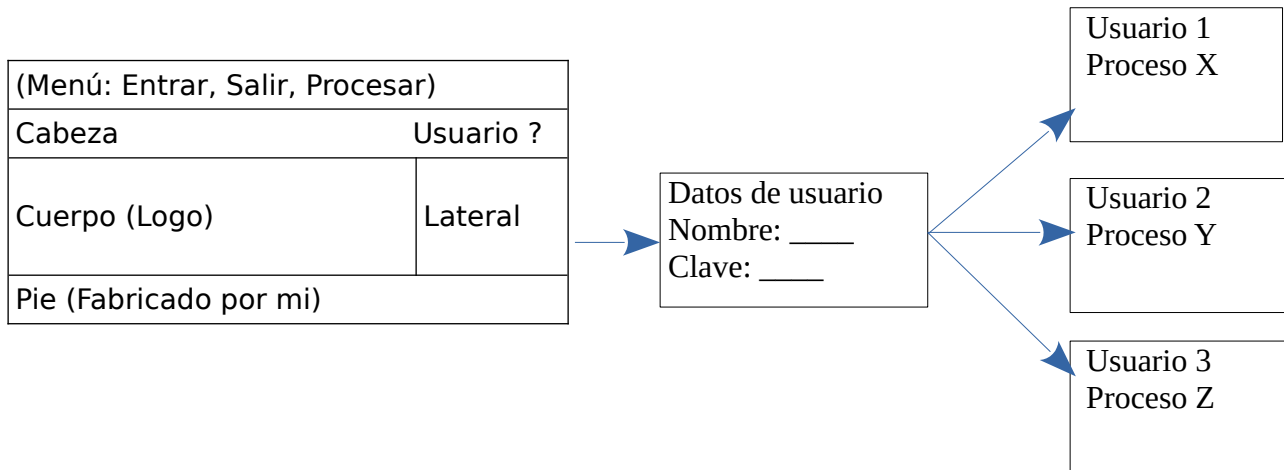 (Menú: Entrar, Salir, Procesar)
Cabeza Usuario ?
Cuerpo (Logo) Lateral
Pie (Fabricado por mi)
Datos de usuario
Nombre: ____
Clave: ____
Usuario 1
Proceso X
Usuario 2
Proceso Y
Usuario 3
Proceso Z